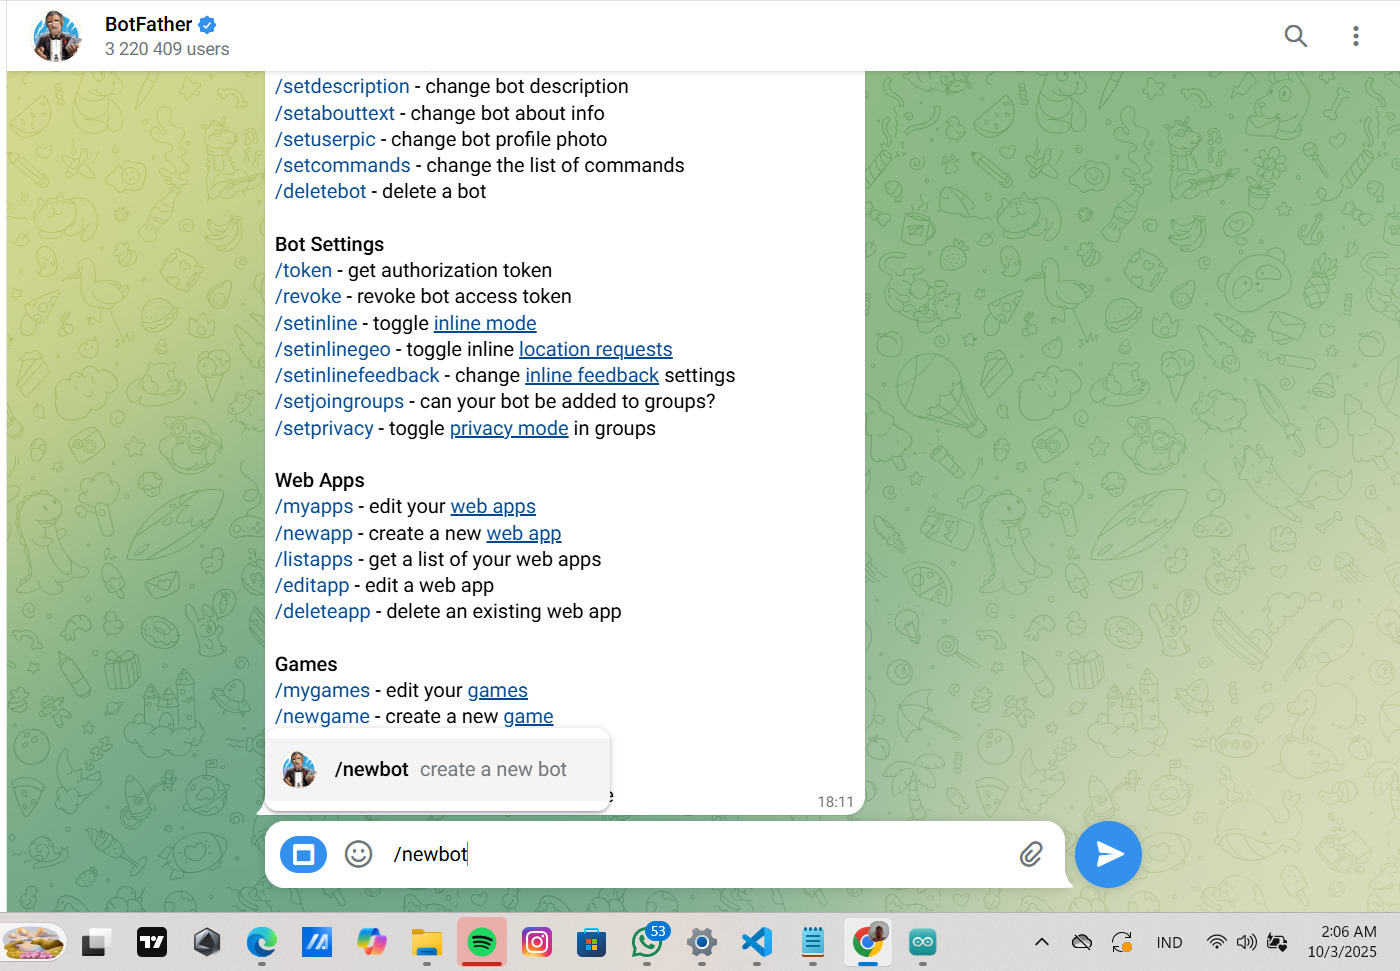 BotFather
3 220 409 users
/setdescription - change bot description
/setabouttext - change bot about info
/setuserpic - change bot profile photo
/setcommands - change the list of commands
/deletebot - delete a bot
Bot Settings
/token - get authorization token
/revoke - revoke bot access token
/setinline - toggle inline mode
/setinlinegeo - toggle inline location requests
/setinlinefeedback - change inline feedback settings
/setjoingroups - can your bot be added to groups?
/setprivacy - toggle privacy mode in groups
Web Apps
/myapps - edit your web apps
/newapp - create a new web app
/listapps - get a list of your web apps
/editapp - edit a web app
/deleteapp - delete an existing web app
Games
/mygames - edit your games
/newgame - create a new game
/newbot create a new bot
18:11
/newbot
53
IND
2:06 AM
10/3/2025